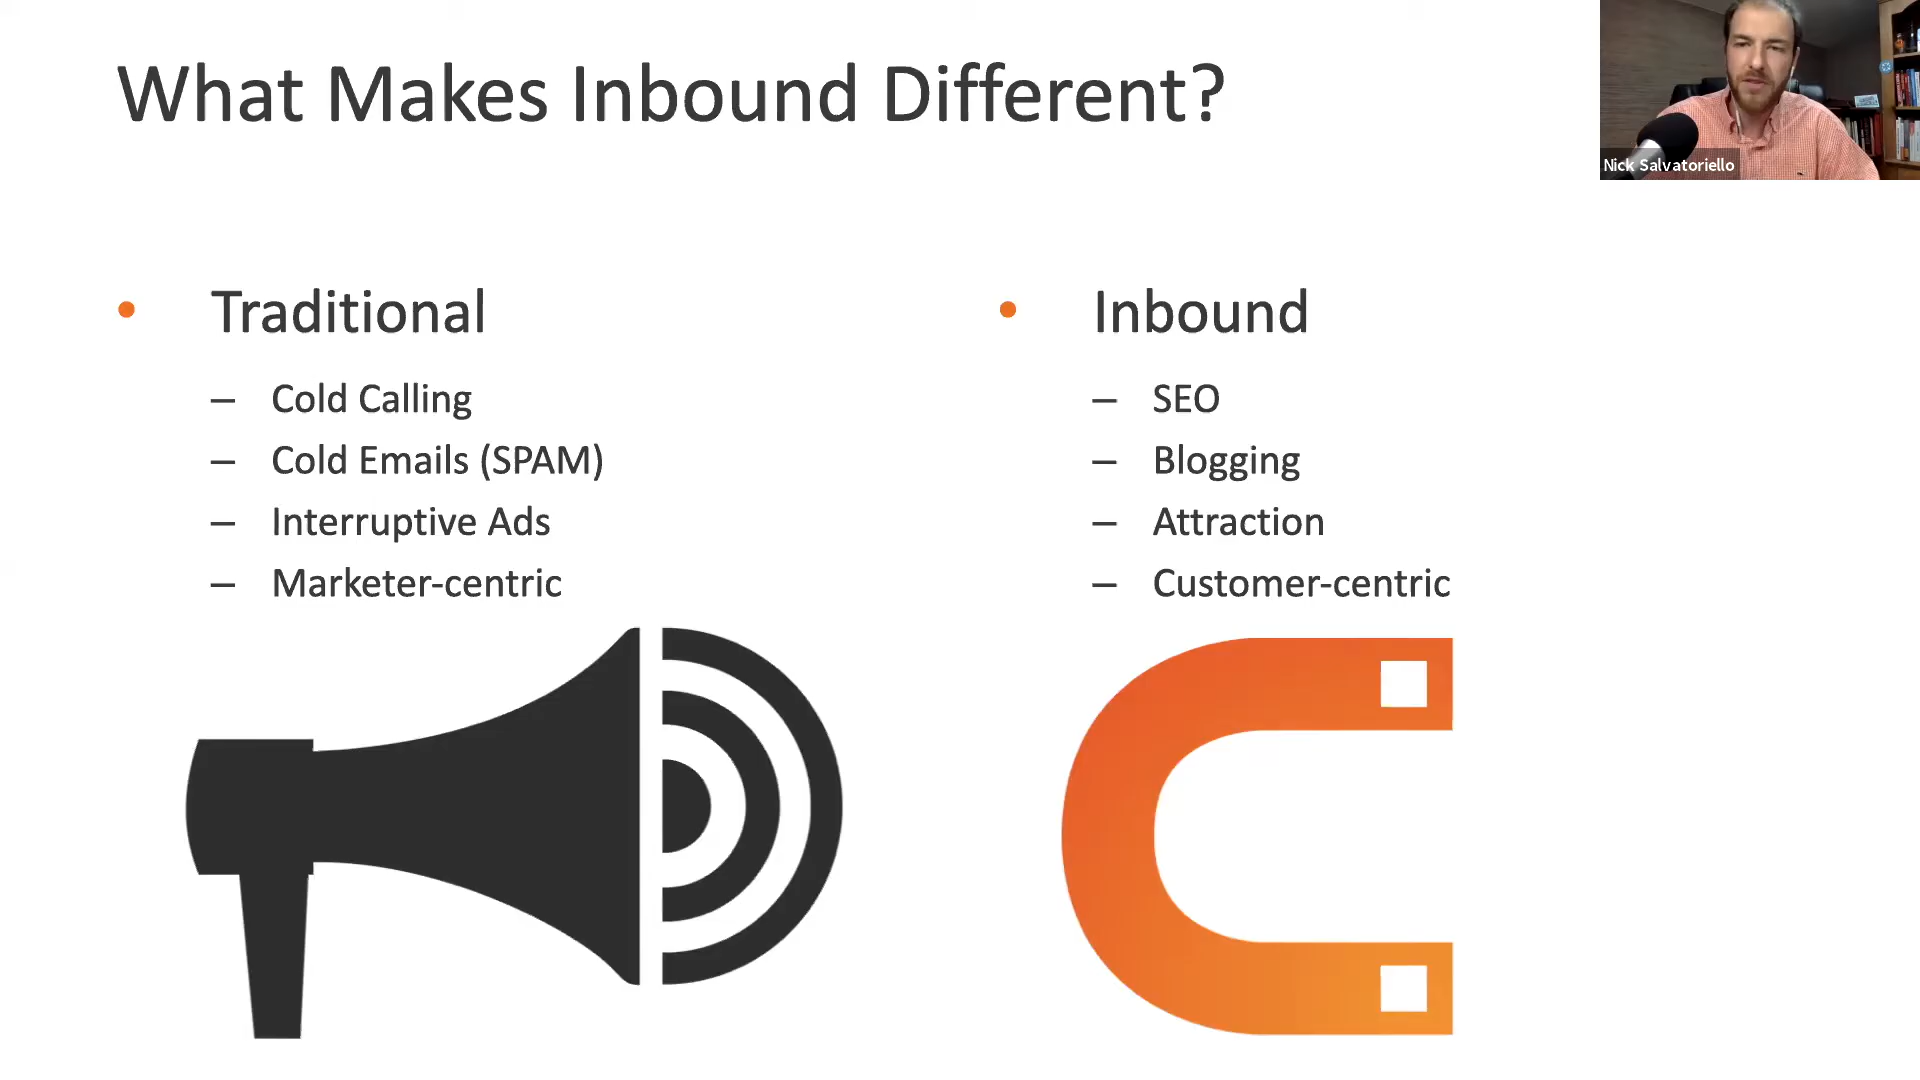 What Makes Inbound Different?
Nick Salvatoriello
• Traditional
– Cold Calling
– Cold Emails (SPAM)
– Interruptive Ads
– Marketer-centric
• Inbound
– SEO
– Blogging
– Attraction
– Customer-centric